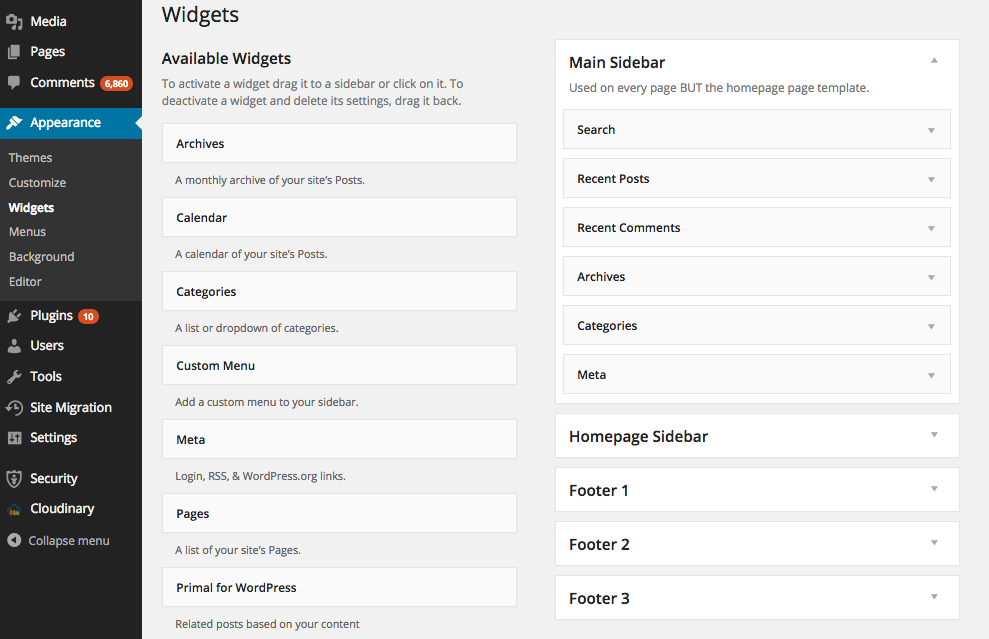 Media
Pages
Comments 6,860
Appearance
Themes
Customize
Widgets
Menus
Background
Editor
Plugins 10
Users
Tools
Site Migration
Settings
Security
Cloudinary
Collapse menu
Widgets
Available Widgets
To activate a widget drag it to a sidebar or click on it. To
deactivate a widget and delete its settings, drag it back.
Archives
A monthly archive of your site’s Posts.
Calendar
A calendar of your site’s Posts.
Categories
A list or dropdown of categories.
Custom Menu
Add a custom menu to your sidebar.
Meta
Login, RSS, & WordPress.org links.
Pages
A list of your site’s Pages.
Primal for WordPress
Related posts based on your content
Main Sidebar
Used on every page BUT the homepage page template.
Search
Recent Posts
Recent Comments
Archives
Categories
Meta
Homepage Sidebar
Footer 1
Footer 2
Footer 3